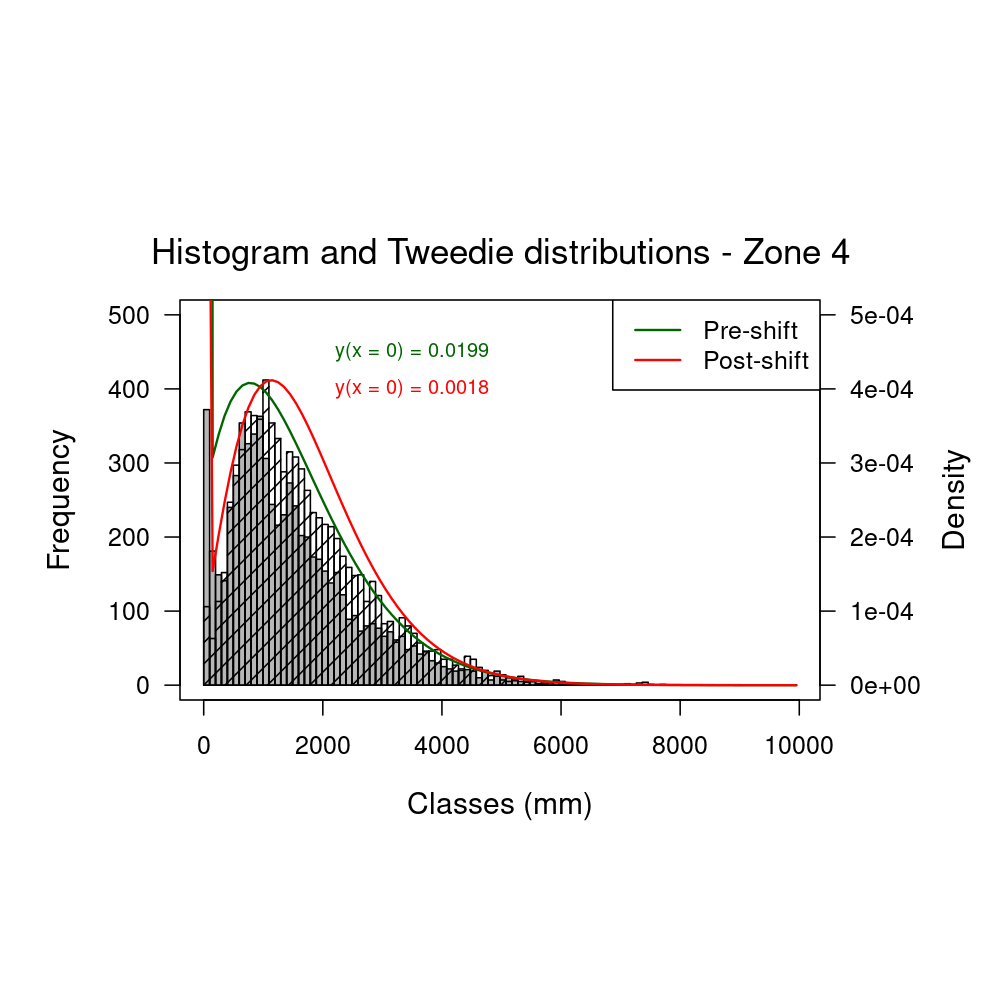 Histogram and Tweedie distributions - Zone 4
500
400
300
200
100
0
Frequency
y(x = 0) = 0.0199
y(x = 0) = 0.0018
Pre-shift
Post-shift
5e-04
4e-04
3e-04
2e-04
1e-04
0e+00
Density
0 2000 4000 6000 8000 10000
Classes (mm)